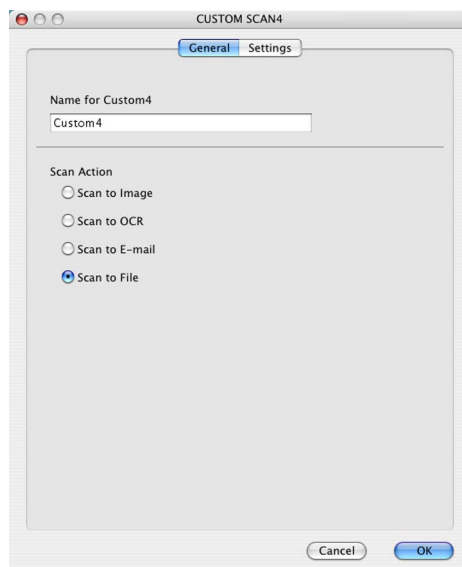 CUSTOM SCAN4
General Settings
Name for Custom4
Custom4
Scan Action
Scan to Image
Scan to OCR
Scan to E-mail
Scan to File
Cancel OK